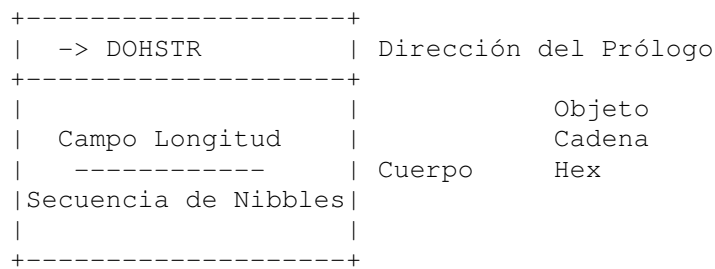 -> DOHSTR Dirección del Prólogo
Objeto
Campo Longitud Cadena
Cuerpo Hex
Secuencia de Nibbles